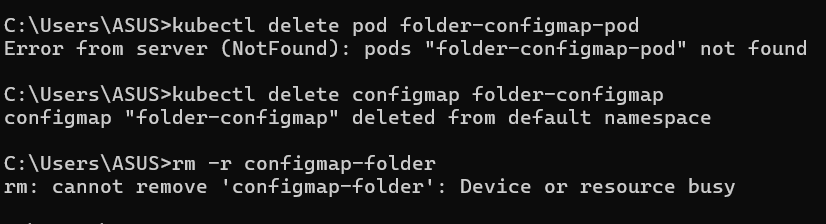 C:\Users\ASUS>kubectl delete pod folder-configmap-pod
Error from server (NotFound): pods "folder-configmap-pod" not found
C:\Users\ASUS>kubectl delete configmap folder-configmap
configmap "folder-configmap" deleted from default namespace
C:\Users\ASUS>rm -r configmap-folder
rm: cannot remove 'configmap-folder': Device or resource busy